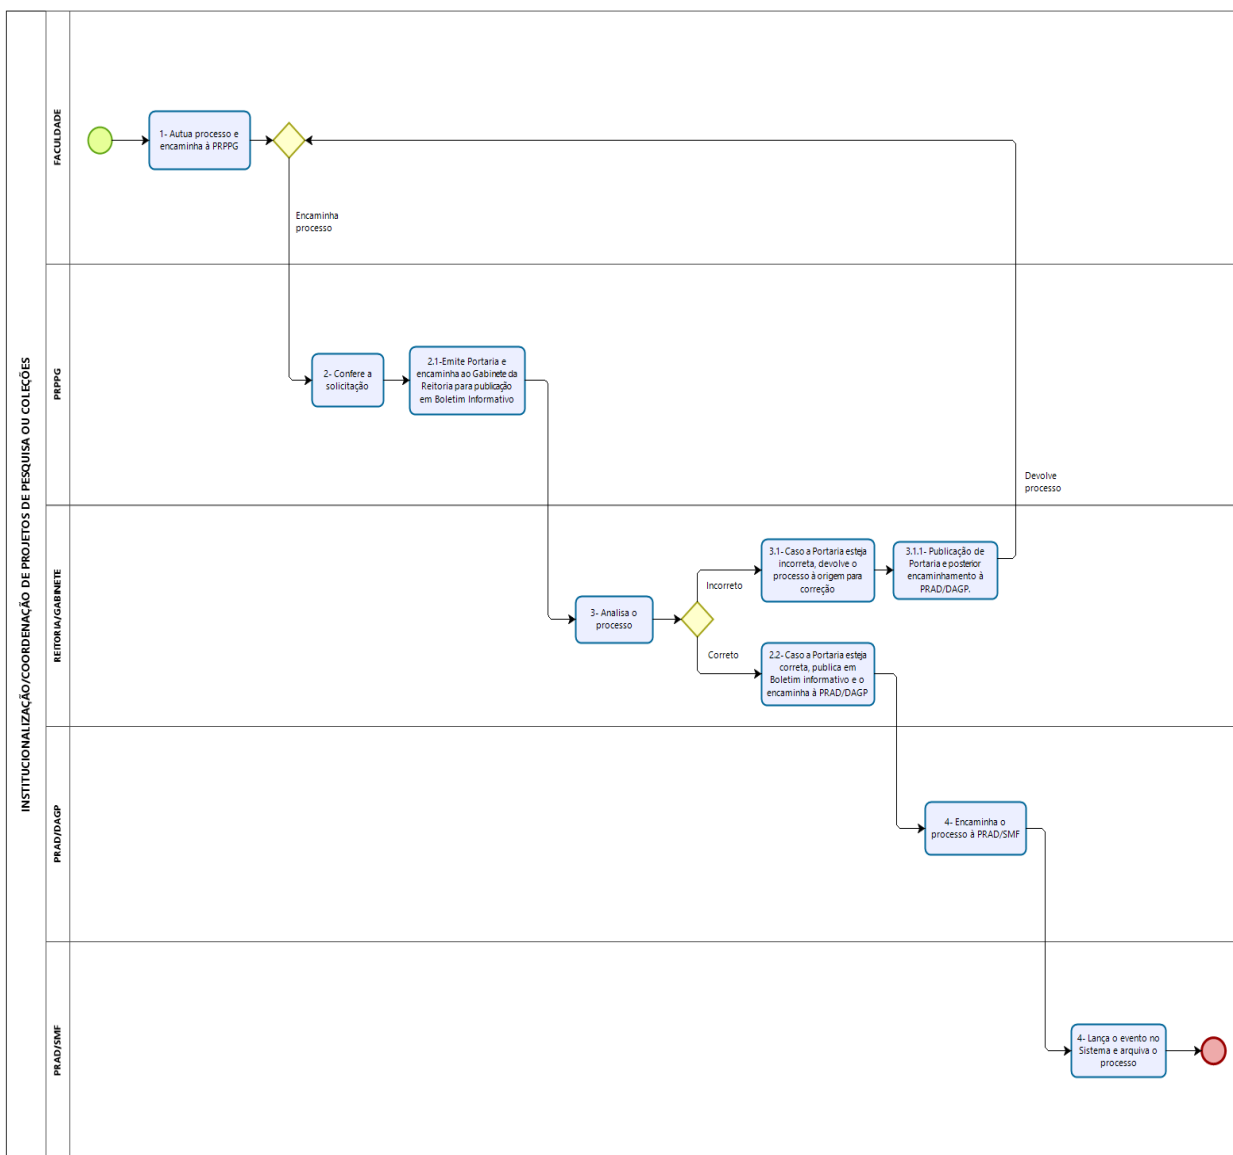 INSTITUCIONALIZAÇÃO/COORDENAÇÃO DE PROJETOS DE PESQUISA OU COLEÇÕES
FACULDADE
1- Autua processo e
encaminha à PRPPG
Encaminha
processo
PRPPG
2- Confere a
solicitação
2.1-Emite Portaria e
encaminha ao Gabinete da
Reitoria para publicação
em Boletim Informativo
Devolve
processo
REITORIA/GABINETE
3- Analisa o
processo
Incorreto
3.1- Caso a Portaria esteja
incorreta, devolve o
processo à origem para
correção
3.1.1- Publicação de
Portaria e posterior
encaminhamento à
PRAD/DAGP.
Correto
2.2- Caso a Portaria esteja
correta, publica em
Boletim informativo e o
encaminha à PRAD/DAGP
PRAD/DAGP
4- Encaminha o
processo à PRAD/SMF
PRAD/SMF
4- Lança o evento no
Sistema e arquiva o
processo